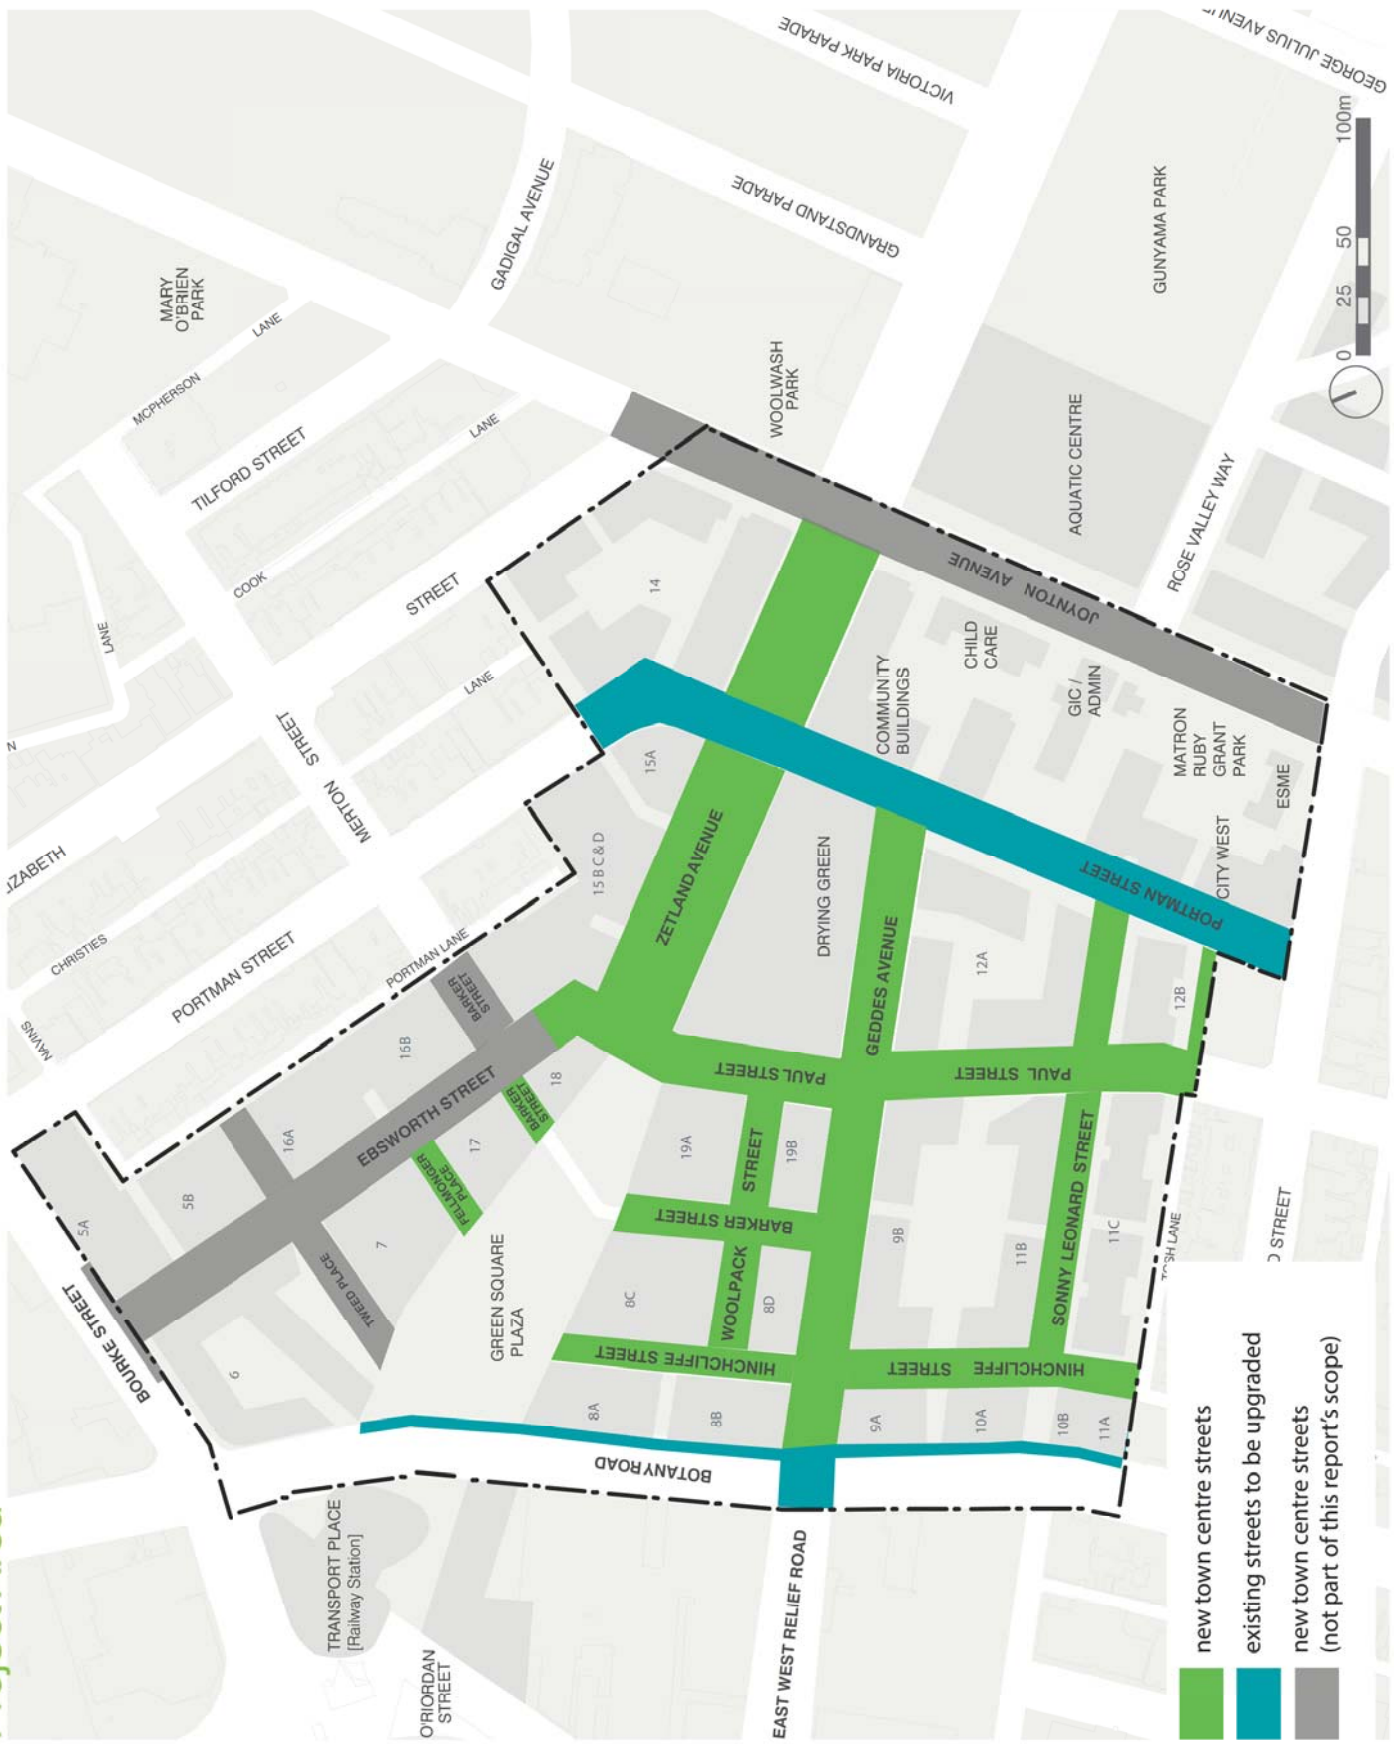 MARY
O'BRIEN
PARK
MCPHERSON
LANE
TILFORD STREET
COOK
LANE
LANE
STREET
LANE
MERTON
STREET
CHRISTIES
NAVINS
PORTMAN STREET
PORTMAN LANE
GADIGAL AVENUE
VICTORIA PARK PARADE
GRANDSTAND PARADE
GEORGE JULIUS AVENUE
GUNYAMA PARK
WOOLWASH
PARK
AQUATIC CENTRE
ROSE VALLEY WAY
JOYNTON AVENUE
14
15A
15 B C & D
16B
16A
5B
5A
6
7
17
18
BARKER
STREET
EBSWORTH STREET
BARKER
STREET
FELLMONGER
PLACE
TWEED PLACE
BOURKE STREET
GREEN SQUARE
PLAZA
ZETLAND AVENUE
DRYING GREEN
COMMUNITY
BUILDINGS
CHILD
CARE
GIC /
ADMIN
MATRON
RUBY
GRANT
PARK
ESME
CITY WEST
PORTMAN STREET
GEDDES AVENUE
PAUL STREET
PAUL STREET
12A
12B
19A
19B
WOOLPACK
STREET
BARKER STREET
8C
8D
9B
11B
11C
SONNY LEONARD STREET
HINCHCLIFFE STREET
HINCHCLIFFE STREET
8A
8B
9A
10A
10B
11A
BOTANY ROAD
TRANSPORT PLACE
[Railway Station]
O'RIORDAN
STREET
EAST WEST RELIEF ROAD
STREET
0 25 50 100m
new town centre streets
existing streets to be upgraded
new town centre streets
(not part of this report's scope)